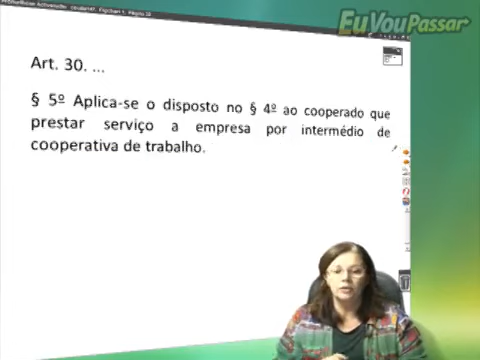 EuVouPassar
Art. 30. ...
§ 5º Aplica-se o disposto no § 4º ao cooperado que
prestar serviço a empresa por intermédio de
cooperativa de trabalho.